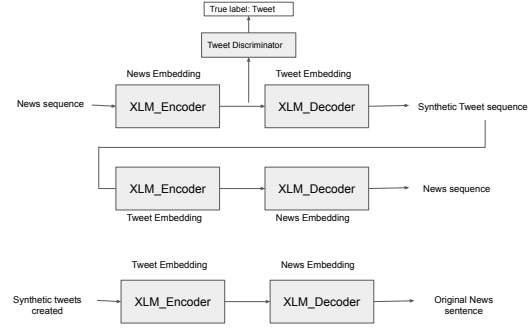 True label: Tweet
Tweet Discriminator
News Embedding
Tweet Embedding
News sequence
XLM_Encoder
XLM_Decoder
Synthetic Tweet sequence
XLM_Encoder
XLM_Decoder
News sequence
Tweet Embedding
News Embedding
Tweet Embedding
News Embedding
Synthetic tweets
created
XLM_Encoder
XLM_Decoder
Original News
sentence